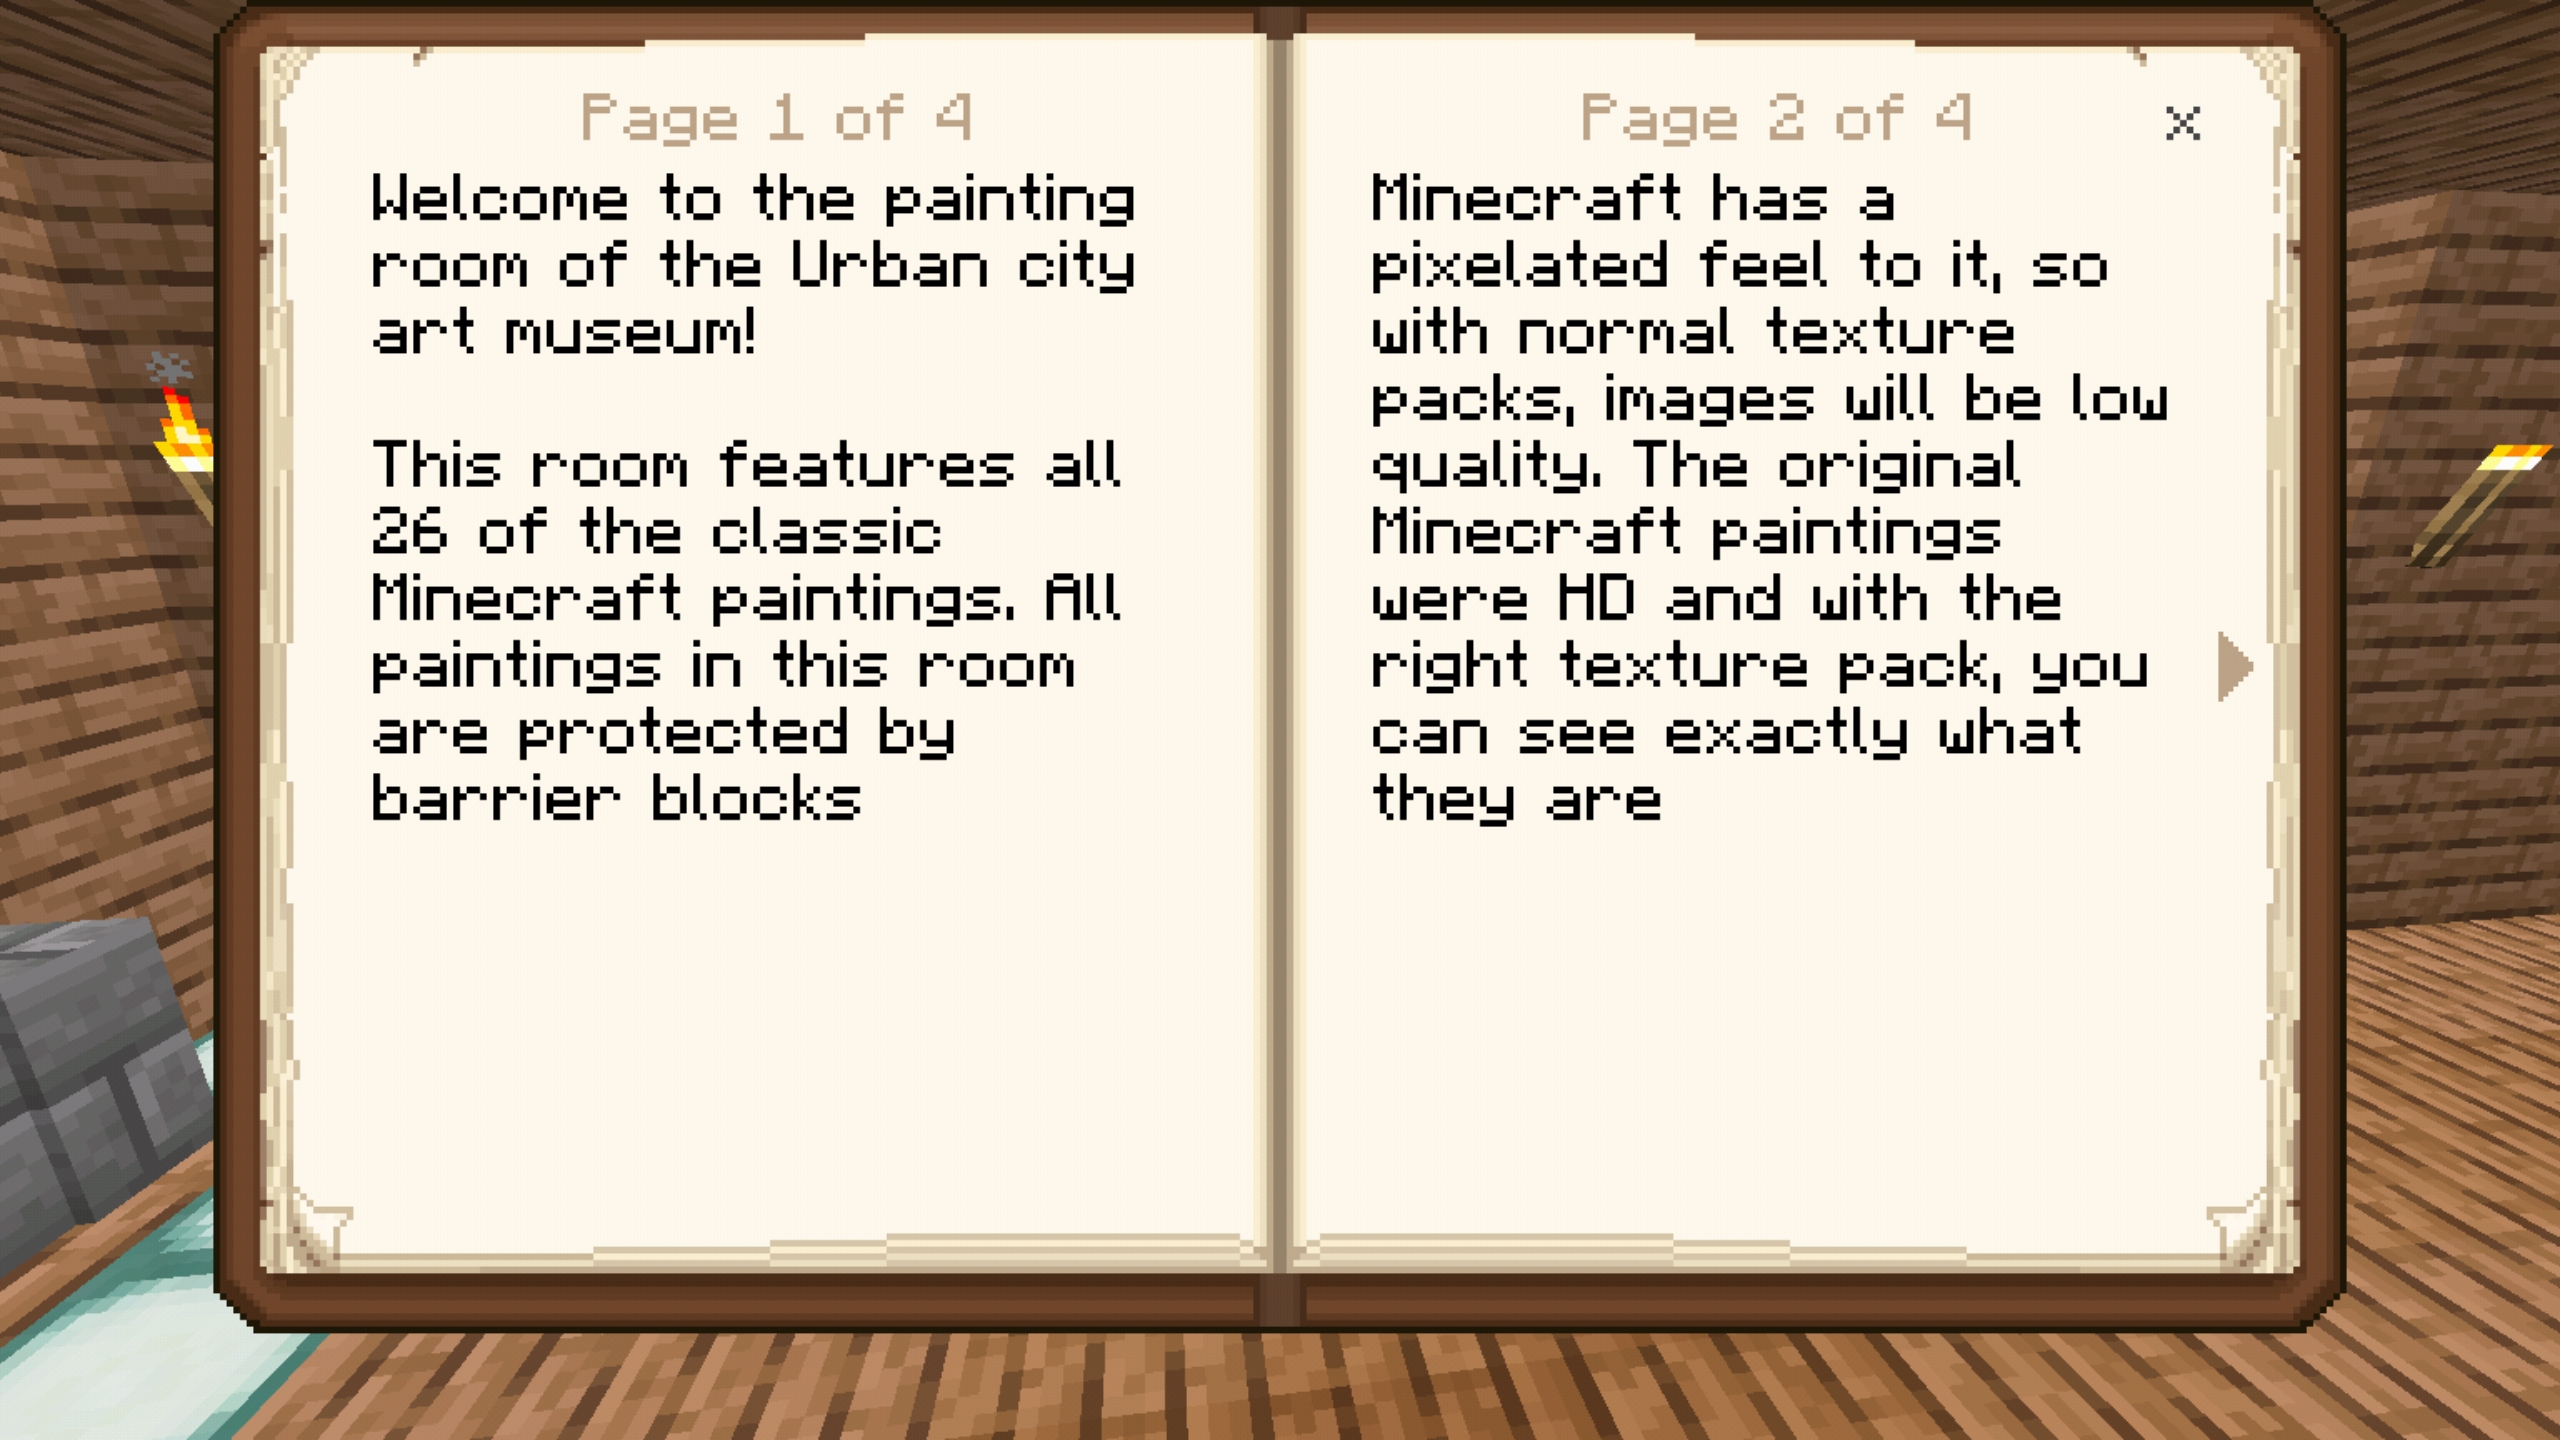 Page 1 of 4
Welcome to the painting
room of the Urban city
art museum!
This room features all
26 of the classic
Minecraft paintings. All
paintings in this room
are protected by
barrier blocks
Page 2 of 4
x
Minecraft has a
pixelated feel to it, so
with normal texture
packs, images will be low
quality. The original
Minecraft paintings
were HD and with the
right texture pack, you
can see exactly what
they are